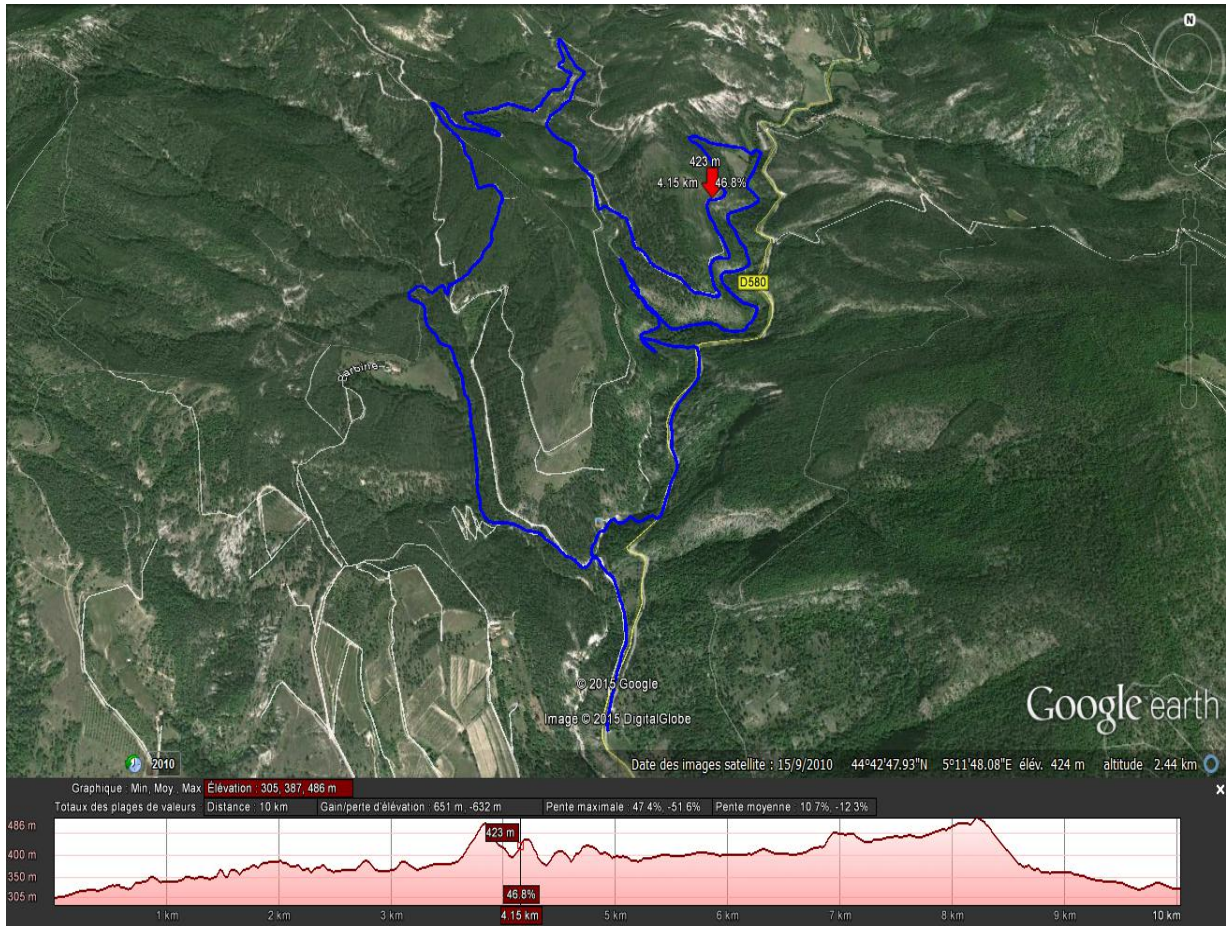 N
423 m
4.15 km 46.8%
D580
© 2015 Google
Image © 2015 DigitalGlobe
Google earth
2010
Date des images satellite : 15/9/2010 44°42'47.93"N 5°11'48.08"E élév. 424 m altitude 2.44 km
Graphique : Min, Moy , Max Élévation : 305, 387, 486 m
Totaux des plages de valeurs : Distance : 10 km Gain/perte d'élévation : 651 m, -632 m Pente maximale : 47.4%, -51.6% Pente moyenne : 10.7%, -12.3%
486 m
423 m
400 m
350 m
305 m
46.8%
1 km 2 km 3 km 4.15 km 5 km 6 km 7 km 8 km 9 km 10 km